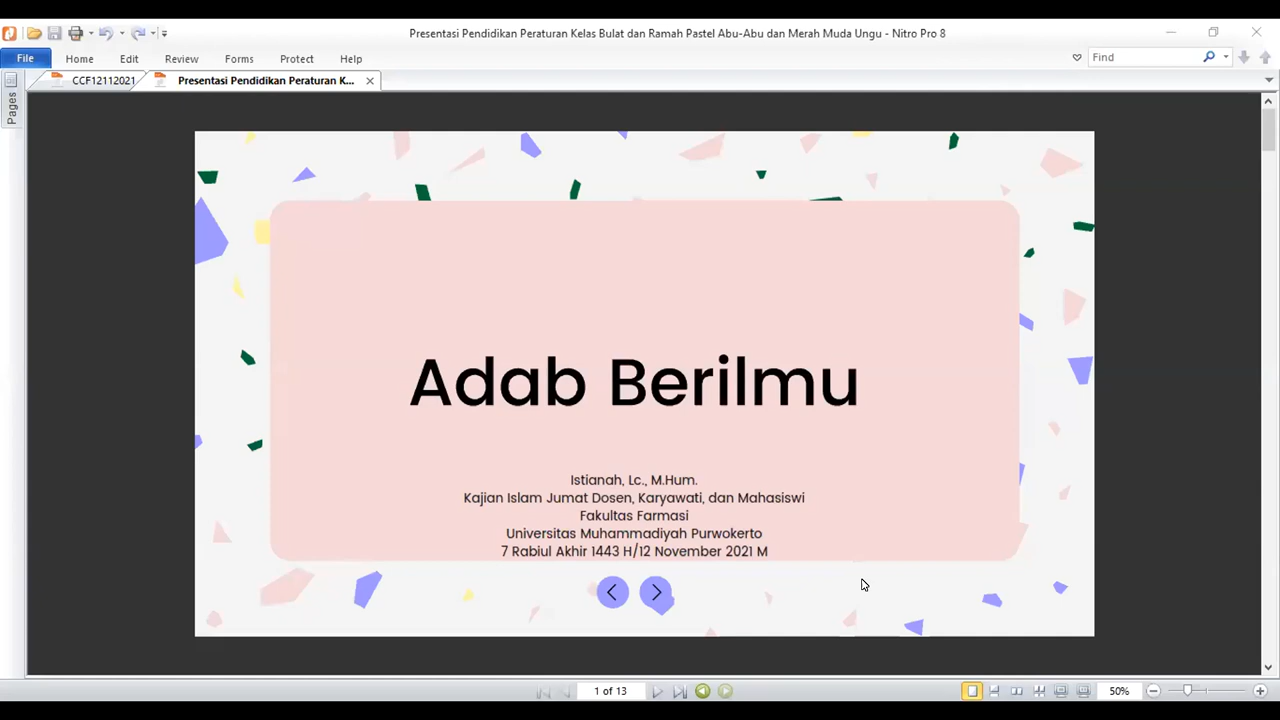 Presentasi Pendidikan Peraturan Kelas Bulat dan Ramah Pastel Abu-Abu dan Merah Muda Ungu - Nitro Pro 8
File Home Edit Review Forms Protect Help Find
CCF12112021 Presentasi Pendidikan Peraturan K...
Pages
Adab Berilmu
Istianah, Lc., M.Hum.
Kajian Islam Jumat Dosen, Karyawati, dan Mahasiswi
Fakultas Farmasi
Universitas Muhammadiyah Purwokerto
7 Rabiul Akhir 1443 H/12 November 2021 M
1 of 13 50%